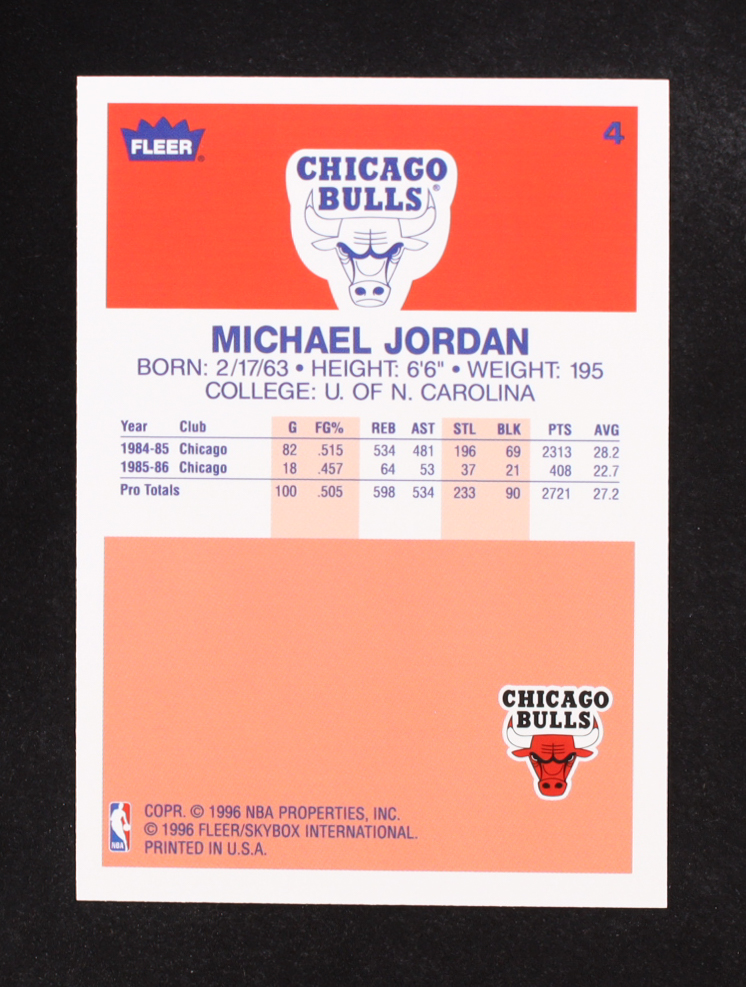 FLEER®
4
CHICAGO
BULLS®
MICHAEL JORDAN
BORN: 2/17/63 • HEIGHT: 6'6" • WEIGHT: 195
COLLEGE: U. OF N. CAROLINA
Year Club G FG% REB AST STL BLK PTS AVG
1984-85 Chicago 82 .515 534 481 196 69 2313 28.2
1985-86 Chicago 18 .457 64 53 37 21 408 22.7
Pro Totals 100 .505 598 534 233 90 2721 27.2
CHICAGO
BULLS
NBA
COPR. © 1996 NBA PROPERTIES, INC.
© 1996 FLEER/SKYBOX INTERNATIONAL.
PRINTED IN U.S.A.